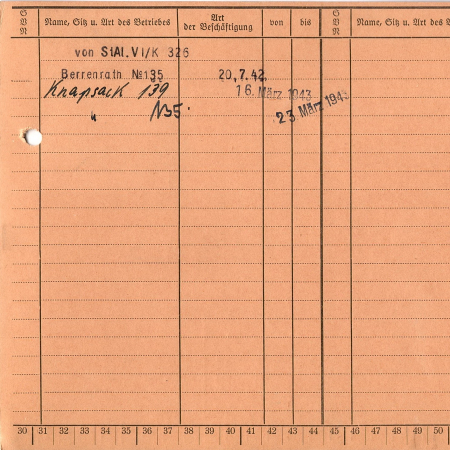 G V N Name, Sitz u. Art des Betriebes Art der Beschäftigung von bis G V N Name, Sitz u. Art des B
von StAl. VI/K 326
Berrenrath № 135 20.7.42.
Knapsack 139 16. März 1943
" N35. 23. März 1943
30 31 32 33 34 35 36 37 38 39 40 41 42 43 44 45 46 47 48 49 50